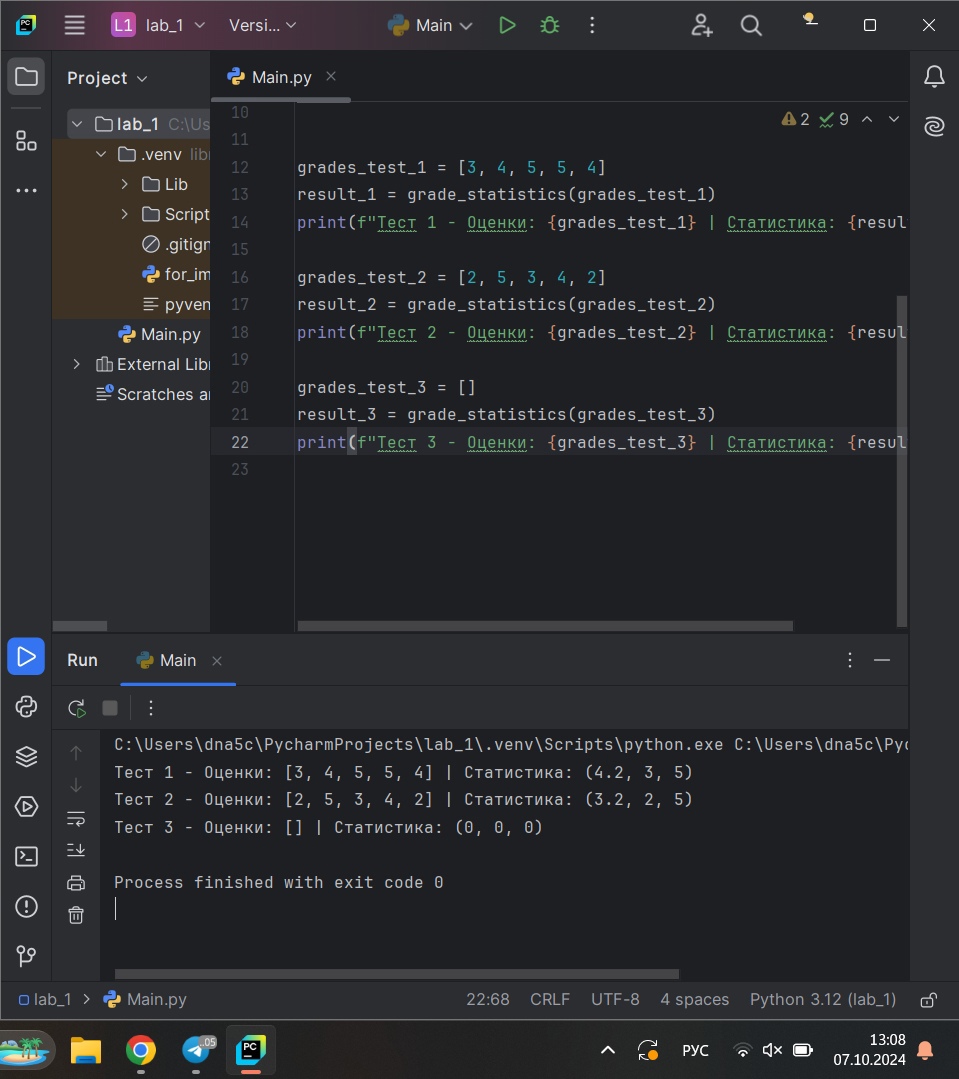 L1 lab_1 Versi... Main
Project
Main.py
lab_1 C:\Us
.venv libr
Lib
Script
.gitign
for_im
pyven
Main.py
External Libr
Scratches an
2 9
10
11
12 grades_test_1 = [3, 4, 5, 5, 4]
13 result_1 = grade_statistics(grades_test_1)
14 print(f"Тест 1 - Оценки: {grades_test_1} | Статистика: {resul
15
16 grades_test_2 = [2, 5, 3, 4, 2]
17 result_2 = grade_statistics(grades_test_2)
18 print(f"Тест 2 - Оценки: {grades_test_2} | Статистика: {resul
19
20 grades_test_3 = []
21 result_3 = grade_statistics(grades_test_3)
22 print(f"Тест 3 - Оценки: {grades_test_3} | Статистика: {resul
23
Run Main
C:\Users\dna5c\PycharmProjects\lab_1\.venv\Scripts\python.exe C:\Users\dna5c\Pyc
Тест 1 - Оценки: [3, 4, 5, 5, 4] | Статистика: (4.2, 3, 5)
Тест 2 - Оценки: [2, 5, 3, 4, 2] | Статистика: (3.2, 2, 5)
Тест 3 - Оценки: [] | Статистика: (0, 0, 0)
Process finished with exit code 0
lab_1 > Main.py 22:68 CRLF UTF-8 4 spaces Python 3.12 (lab_1)
..05 PC РУС 13:08
07.10.2024